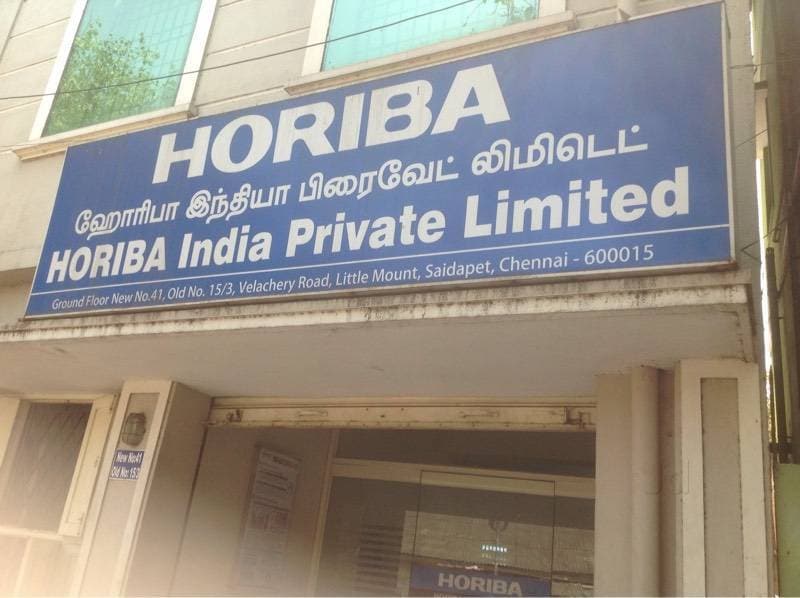 HORIBA
ஹோரிபா இந்தியா பிரைவேட் லிமிடெட்
HORIBA India Private Limited
Ground Floor New No.41, Old No. 15/3, Velachery Road, Little Mount, Saidapet, Chennai - 600015
New No:41
Old No: 15/3
HORIBA